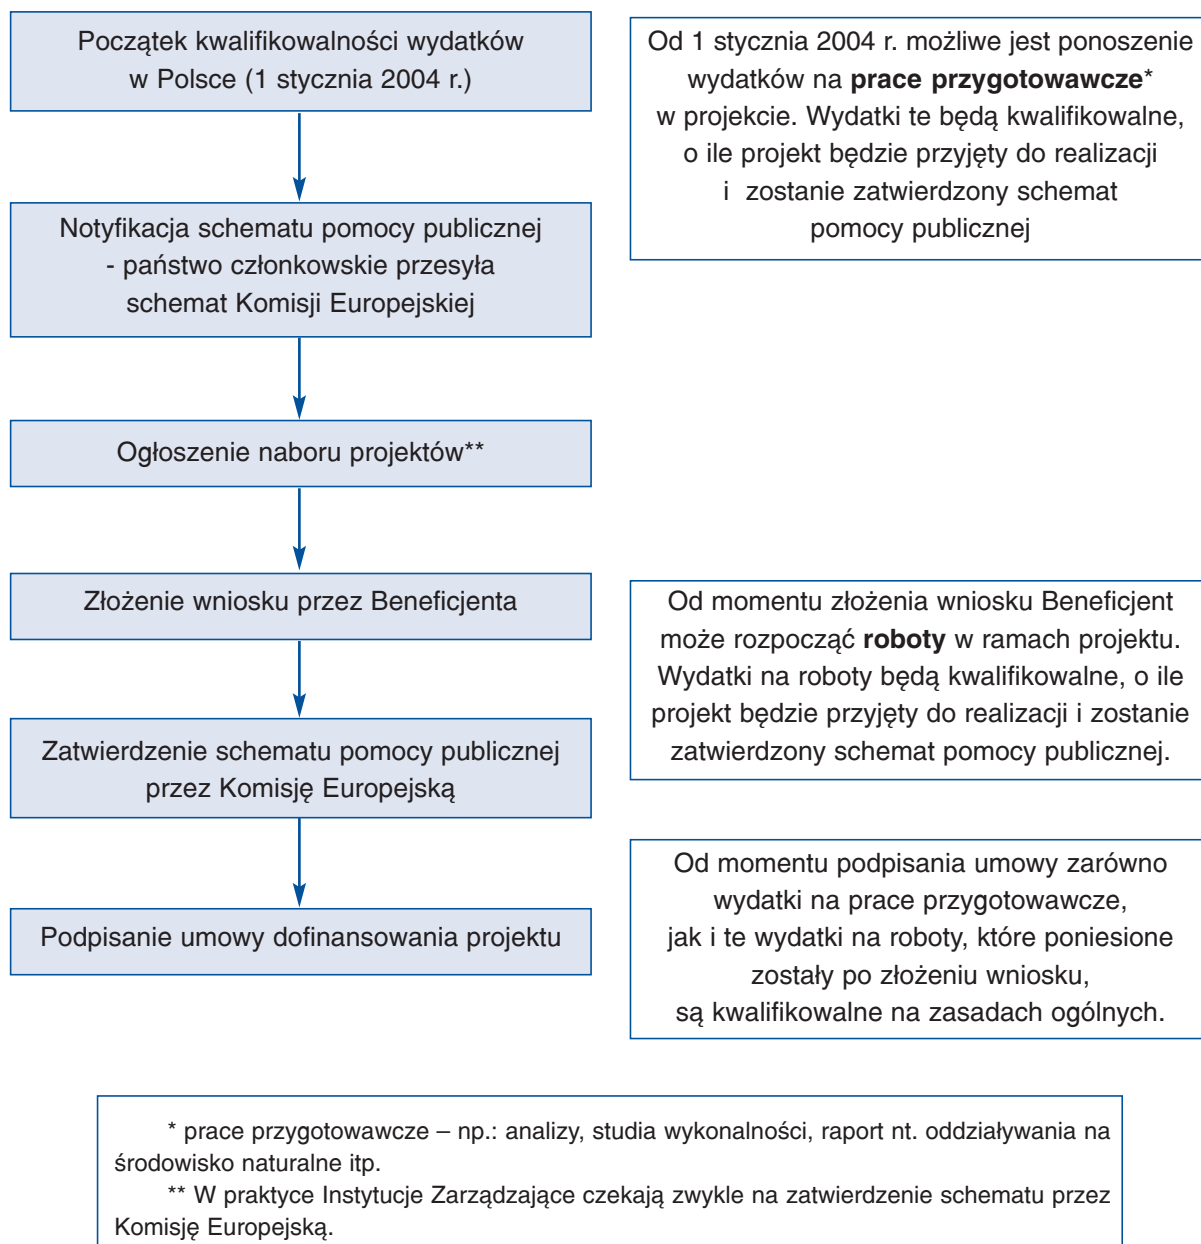 Początek kwalifikowalności wydatków
w Polsce (1 stycznia 2004 r.)
Od 1 stycznia 2004 r. możliwe jest ponoszenie
wydatków na prace przygotowawcze*
w projekcie. Wydatki te będą kwalifikowalne,
o ile projekt będzie przyjęty do realizacji
i zostanie zatwierdzony schemat
pomocy publicznej
Notyfikacja schematu pomocy publicznej
- państwo członkowskie przesyła
schemat Komisji Europejskiej
Ogłoszenie naboru projektów**
Złożenie wniosku przez Beneficjenta
Od momentu złożenia wniosku Beneficjent
może rozpocząć roboty w ramach projektu.
Wydatki na roboty będą kwalifikowalne, o ile
projekt będzie przyjęty do realizacji i zostanie
zatwierdzony schemat pomocy publicznej.
Zatwierdzenie schematu pomocy publicznej
przez Komisję Europejską
Podpisanie umowy dofinansowania projektu
Od momentu podpisania umowy zarówno
wydatki na prace przygotowawcze,
jak i te wydatki na roboty, które poniesione
zostały po złożeniu wniosku,
są kwalifikowalne na zasadach ogólnych.
* prace przygotowawcze – np.: analizy, studia wykonalności, raport nt. oddziaływania na
środowisko naturalne itp.
** W praktyce Instytucje Zarządzające czekają zwykle na zatwierdzenie schematu przez
Komisję Europejską.